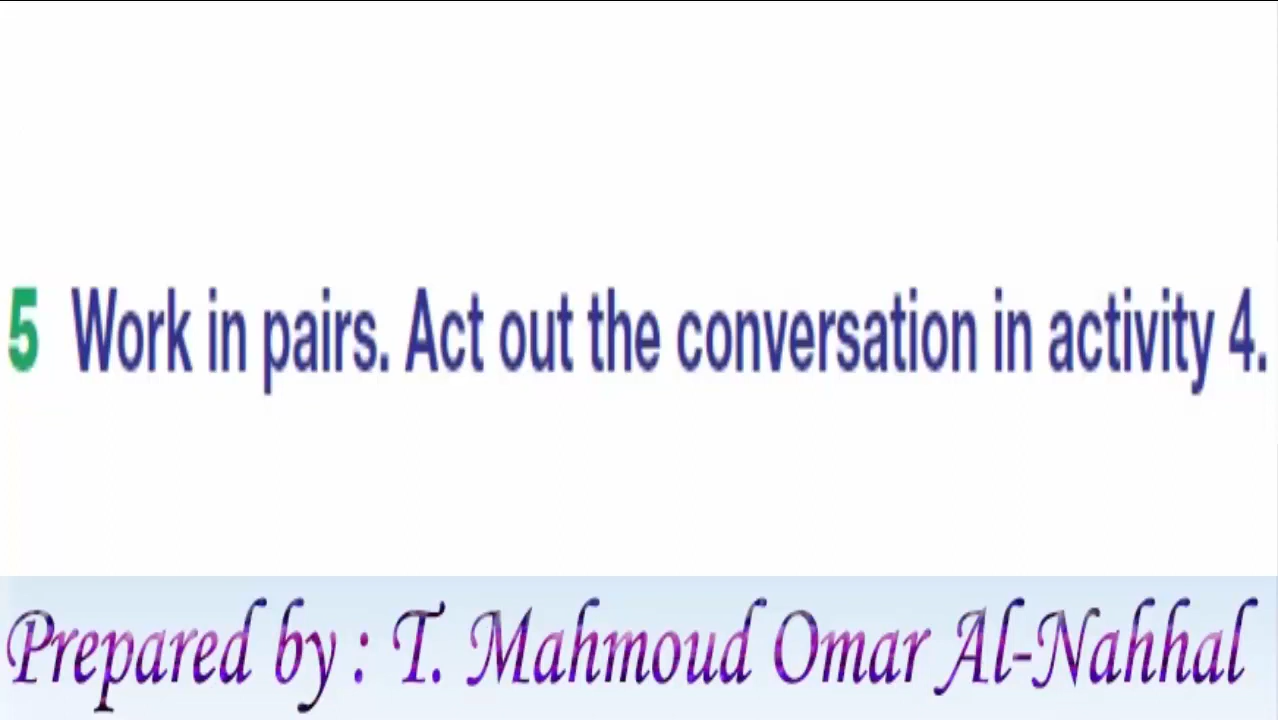 5 Work in pairs. Act out the conversation in activity 4.
Prepared by : T. Mahmoud Omar Al-Nahhal